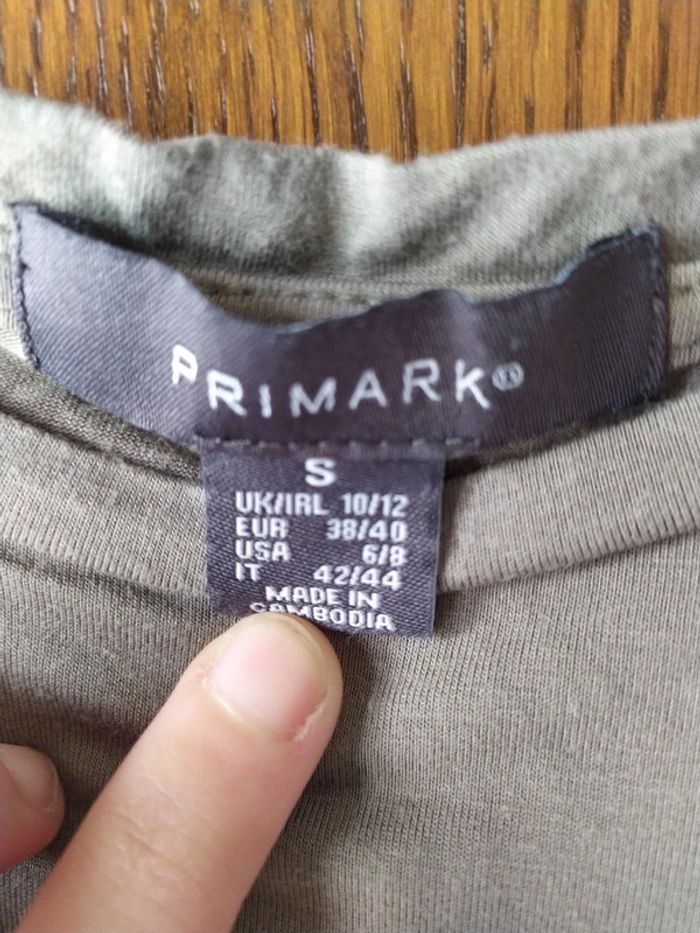 PRIMARK®
S
UK/IRL 10/12
EUR 38/40
USA 6/8
IT 42/44
MADE IN
CAMBODIA